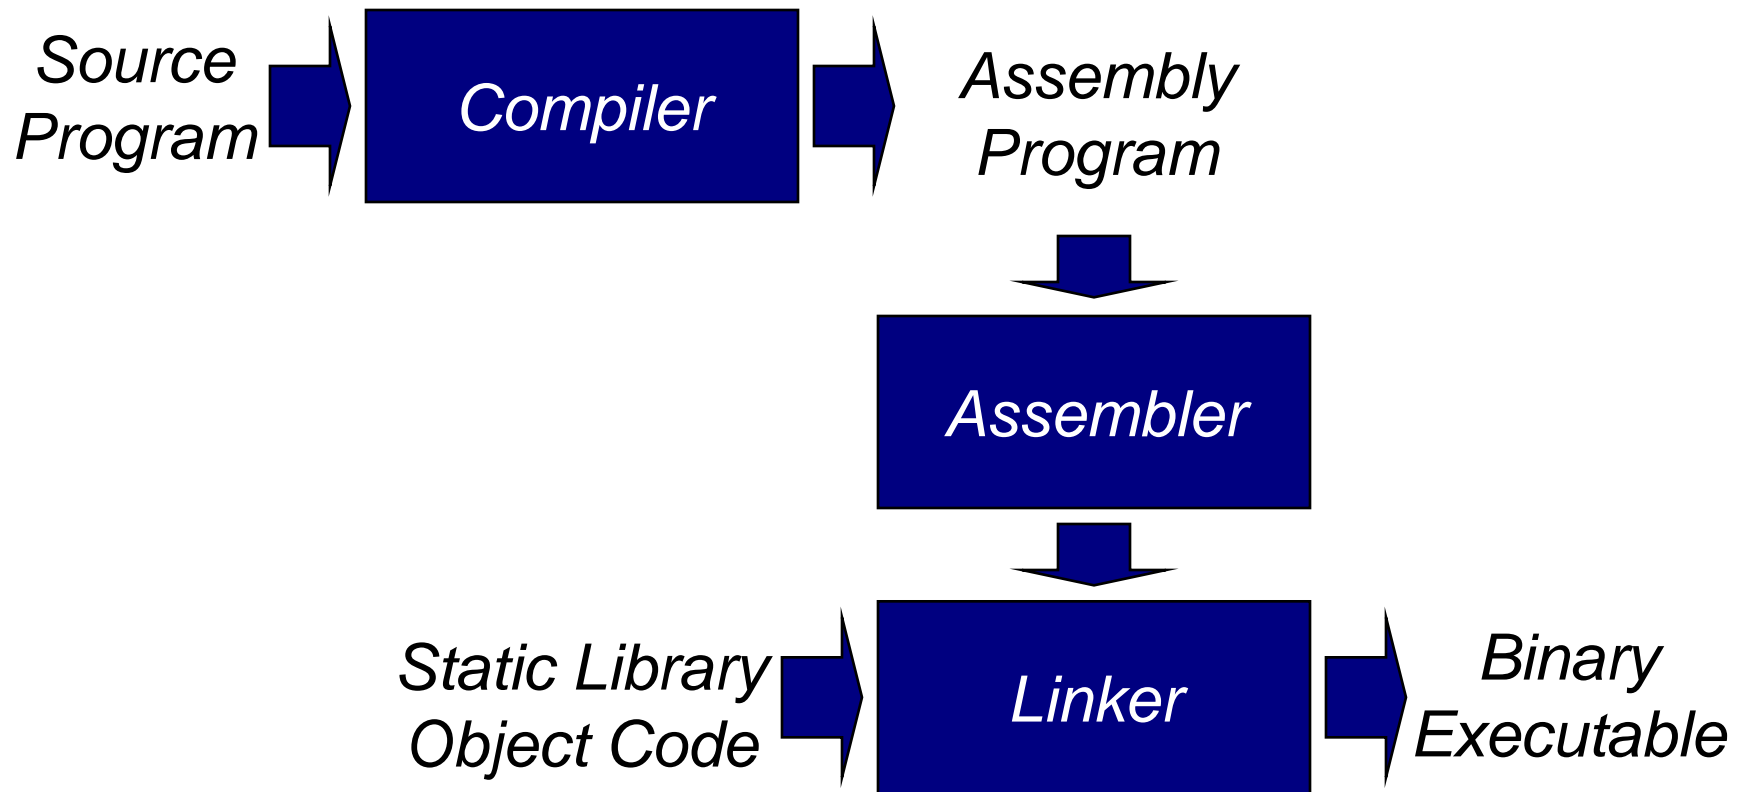 Source
Program
Compiler
Assembly
Program
Assembler
Static Library
Object Code
Linker
Binary
Executable